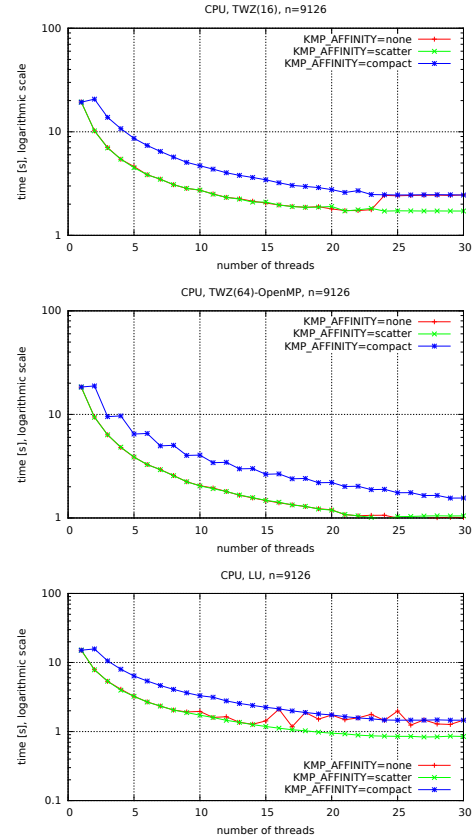 CPU, TWZ(16), n=9126
KMP_AFFINITY=none
KMP_AFFINITY=scatter
KMP_AFFINITY=compact
time [s], logarithmic scale
100
10
1
0 5 10 15 20 25 30
number of threads
CPU, TWZ(64)-OpenMP, n=9126
KMP_AFFINITY=none
KMP_AFFINITY=scatter
KMP_AFFINITY=compact
time [s], logarithmic scale
100
10
1
0 5 10 15 20 25 30
number of threads
CPU, LU, n=9126
time [s], logarithmic scale
100
10
1
0.1
KMP_AFFINITY=none
KMP_AFFINITY=scatter
KMP_AFFINITY=compact
0 5 10 15 20 25 30
number of threads